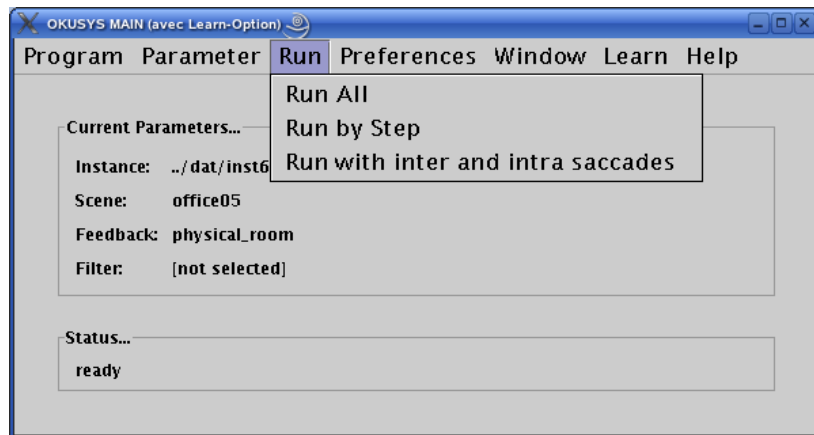 OKUSYS MAIN (avec Learn-Option)
Program Parameter Run Preferences Window Learn Help
Run All
Run by Step
Run with inter and intra saccades
Current Parameters...
Instance: ../dat/inst6
Scene: office05
Feedback: physical_room
Filter: [not selected]
Status...
ready